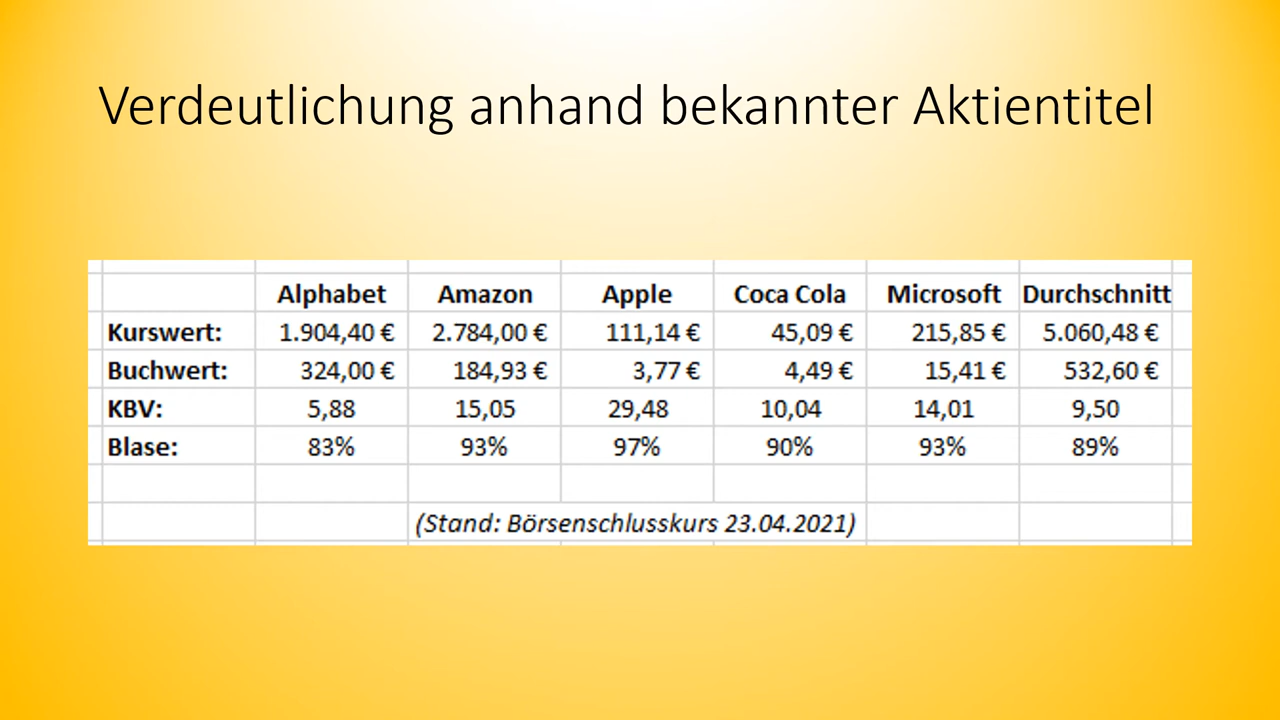 Verdeutlichung anhand bekannter Aktientitel
Alphabet Amazon Apple Coca Cola Microsoft Durchschnitt
Kurswert: 1.904,40 € 2.784,00 € 111,14 € 45,09 € 215,85 € 5.060,48 €
Buchwert: 324,00 € 184,93 € 3,77 € 4,49 € 15,41 € 532,60 €
KBV: 5,88 15,05 29,48 10,04 14,01 9,50
Blase: 83% 93% 97% 90% 93% 89%
(Stand: Börsenschlusskurs 23.04.2021)